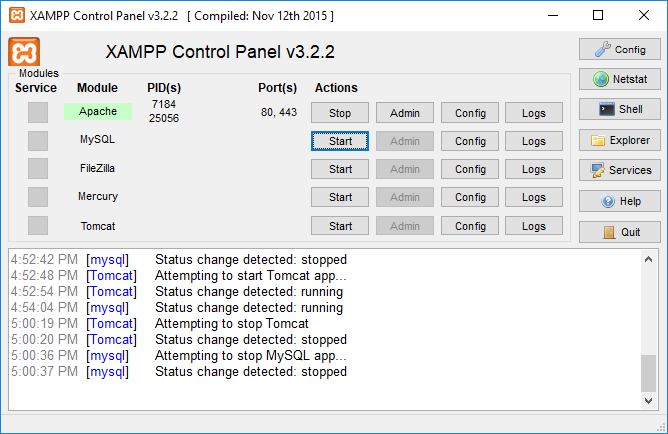 XAMPP Control Panel v3.2.2 [ Compiled: Nov 12th 2015 ]
XAMPP Control Panel v3.2.2
Config
Modules
Service Module PID(s) Port(s) Actions
Netstat
Apache 7184 25056 80, 443 Stop Admin Config Logs
Shell
MySQL Start Admin Config Logs
Explorer
FileZilla Start Admin Config Logs
Services
Mercury Start Admin Config Logs
Help
Tomcat Start Admin Config Logs
Quit
4:52:42 PM [mysql] Status change detected: stopped
4:52:48 PM [Tomcat] Attempting to start Tomcat app...
4:52:54 PM [Tomcat] Status change detected: running
4:54:04 PM [mysql] Status change detected: running
5:00:19 PM [Tomcat] Attempting to stop Tomcat
5:00:20 PM [Tomcat] Status change detected: stopped
5:00:36 PM [mysql] Attempting to stop MySQL app...
5:00:37 PM [mysql] Status change detected: stopped